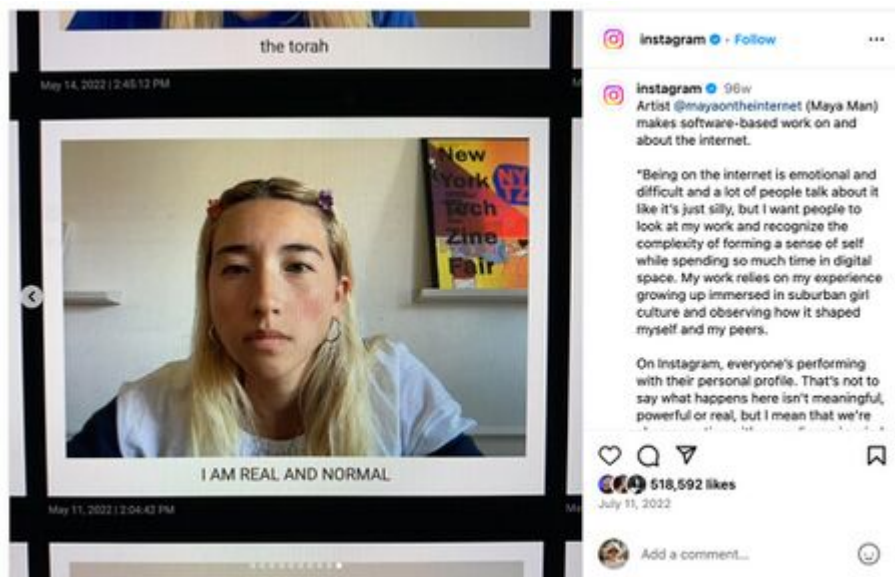 the torah
May 14, 2022 | 2:45:12 PM
New
York
Tech
Zine
Fair
NY
TZ
I AM REAL AND NORMAL
May 11, 2022 | 2:04:42 PM
instagram • Follow
instagram 96w
Artist @mayaontheinternet (Maya Man)
makes software-based work on and
about the internet.
"Being on the internet is emotional and
difficult and a lot of people talk about it
like it's just silly, but I want people to
look at my work and recognize the
complexity of forming a sense of self
while spending so much time in digital
space. My work relies on my experience
growing up immersed in suburban girl
culture and observing how it shaped
myself and my peers.
On Instagram, everyone's performing
with their personal profile. That's not to
say what happens here isn't meaningful,
powerful or real, but I mean that we're
518,592 likes
July 11, 2022
Add a comment...